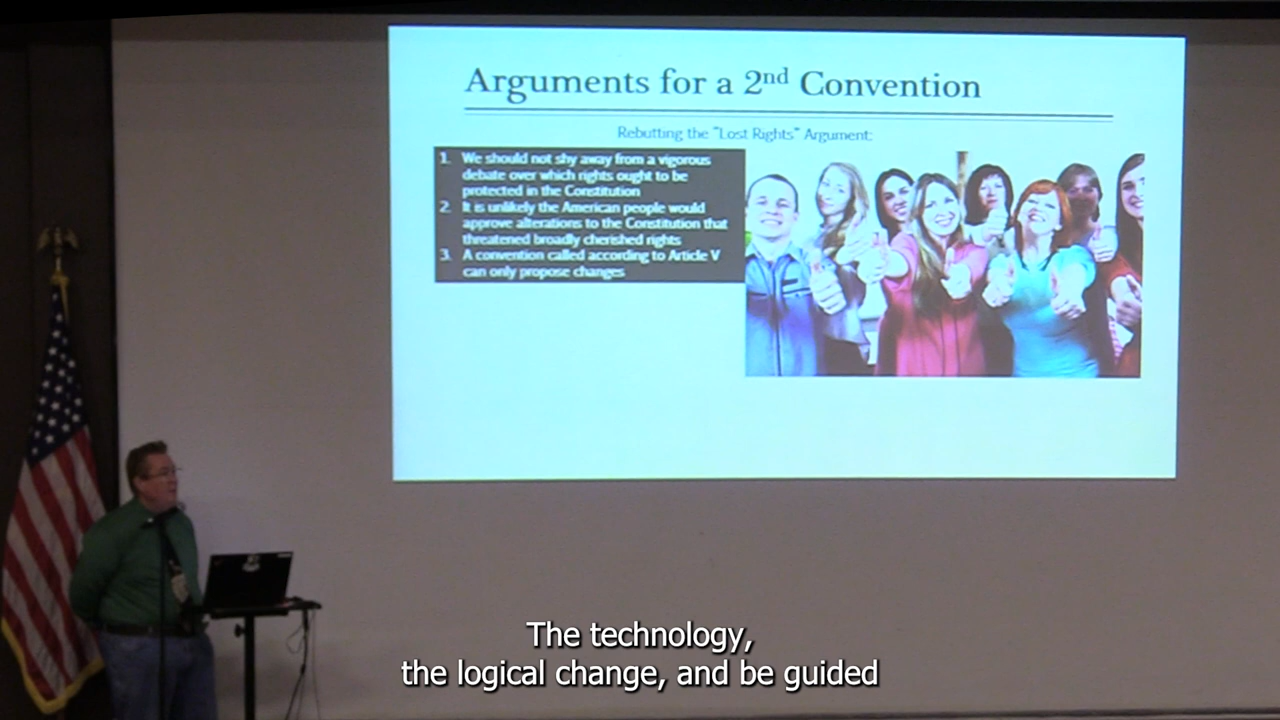 Arguments for a 2nd Convention
Rebutting the "Lost Rights" Argument:
1. We should not shy away from a vigorous
debate over which rights ought to be
protected in the Constitution
2. It is unlikely the American people would
approve alterations to the Constitution that
threatened broadly cherished rights
3. A convention called according to Article V
can only propose changes
The technology,
the logical change, and be guided